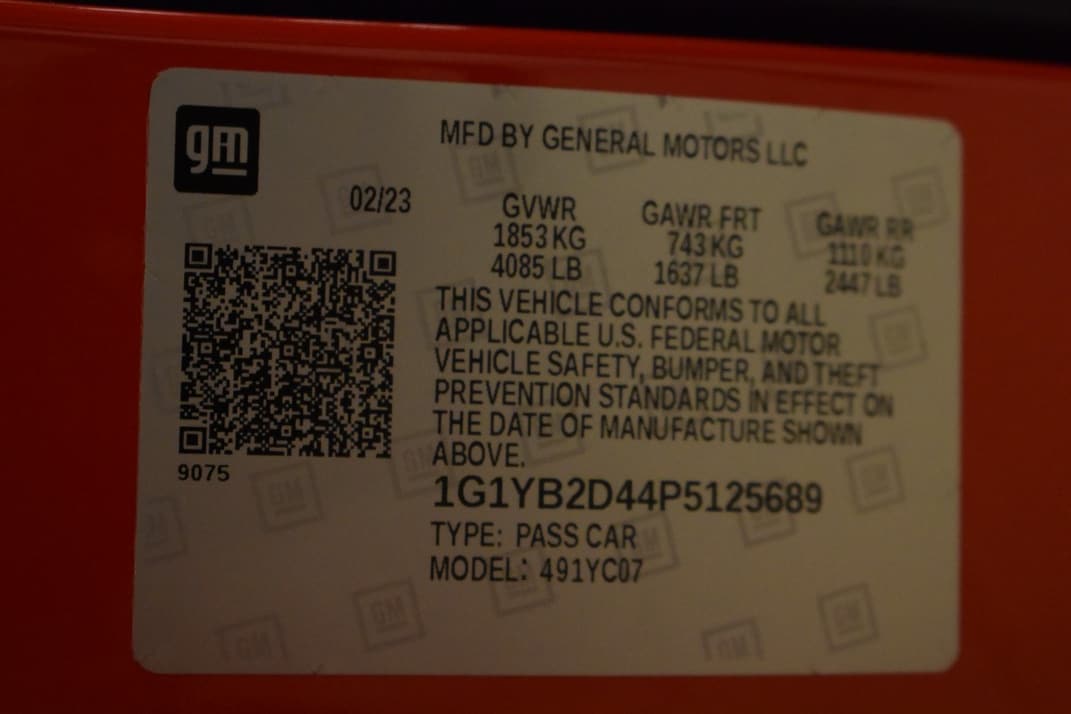 gm
MFD BY GENERAL MOTORS LLC
02/23
GVWR GAWR FRT GAWR RR
1853 KG 743 KG 1110 KG
4085 LB 1637 LB 2447 LB
THIS VEHICLE CONFORMS TO ALL
APPLICABLE U.S. FEDERAL MOTOR
VEHICLE SAFETY, BUMPER, AND THEFT
PREVENTION STANDARDS IN EFFECT ON
THE DATE OF MANUFACTURE SHOWN
ABOVE.
9075
1G1YB2D44P5125689
TYPE: PASS CAR
MODEL: 491YC07